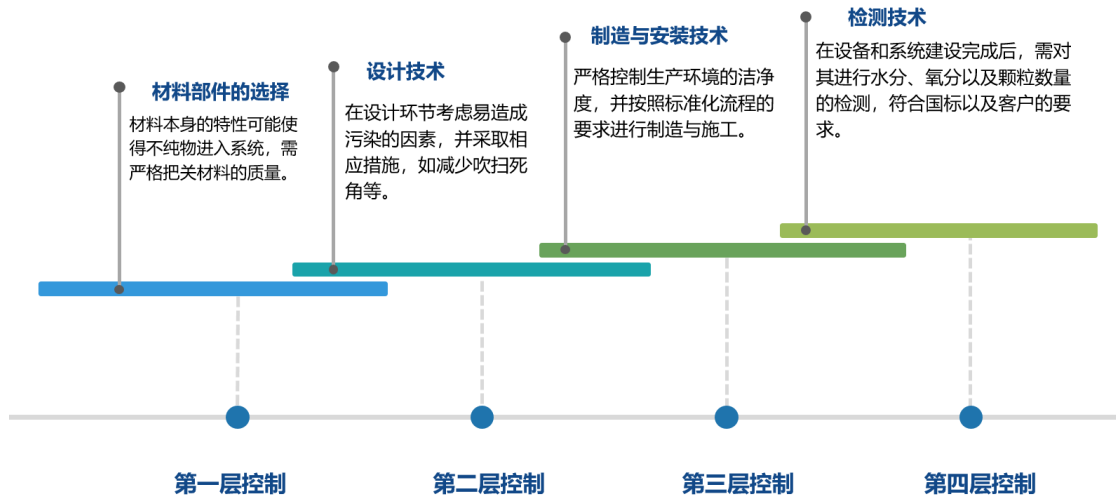 材料部件的选择
材料本身的特性可能使
得不纯物进入系统，需
严格把关材料的质量。
设计技术
在设计环节考虑易造成
污染的因素，并采取相
应措施，如减少吹扫死
角等。
制造与安装技术
严格控制生产环境的洁净
度，并按照标准化流程的
要求进行制造与施工。
检测技术
在设备和系统建设完成后，需对
其进行水分、氧分以及颗粒数量
的检测，符合国标以及客户的要
求。
第一层控制
第二层控制
第三层控制
第四层控制